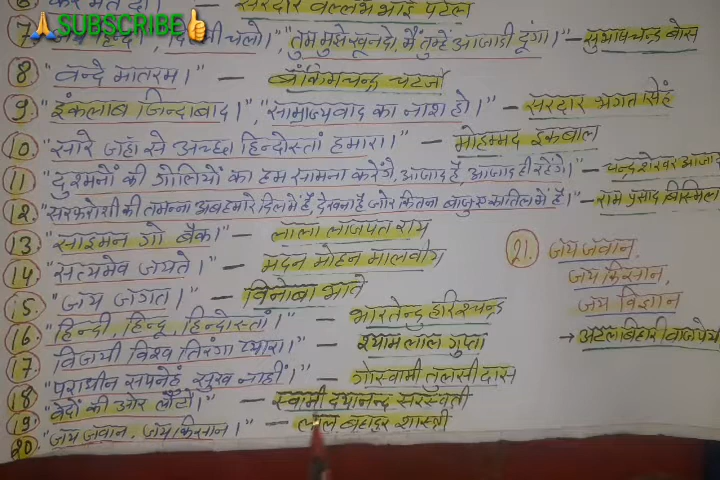 SUBSCRIBE
⑥ कर मत दो। - सरदार वल्लभ भाई पटेल
⑦ चलो।", "तुम मुझे खून दो मैं तुम्हें आजादी दूंगा।" - सुभाषचन्द्र बोस
⑧ "वन्दे मातरम।" - बंकिमचन्द्र चटर्जी
⑨ "इंकलाब जिन्दाबाद।", "साम्राज्यवाद का नाश हो।" - सरदार भगत सिंह
⑩ "सारे जहाँ से अच्छा हिन्दोस्तां हमारा।" - मोहम्मद इकबाल
⑪ "दुश्मनों की गोलियों का हम सामना करेंगे, आजाद हैं, आजाद ही रहेंगे।" - चन्द्र शेखर आजाद
⑫ "सरफरोशी की तमन्ना अब हमारे दिल में है, देखना है जोर कितना बाजुए कातिल में है।" - राम प्रसाद बिस्मिल
⑬ "साइमन गो बैक।" - लाला लाजपत राय
⑭ "सत्यमेव जयते।" - मदन मोहन मालवीय
⑮ "जय जगत।" - विनोबा भावे
⑯ "हिन्दी, हिन्दू, हिन्दोस्तां।" - भारतेन्दु हरिश्चन्द्र
⑰ विजयी विश्व तिरंगा प्यारा।" - श्यामलाल गुप्ता
⑱ "पराधीन सपनेहुं सुख नाहीं।" - गोस्वामी तुलसीदास
⑲ "वेदों की ओर लौटो।" - स्वामी दयानन्द सरस्वती
⑳ "जय जवान, जय किसान।" - लाल बहादुर शास्त्री
21. जय जवान,
जय किसान,
जय विज्ञान
→ अटल बिहारी वाजपेय